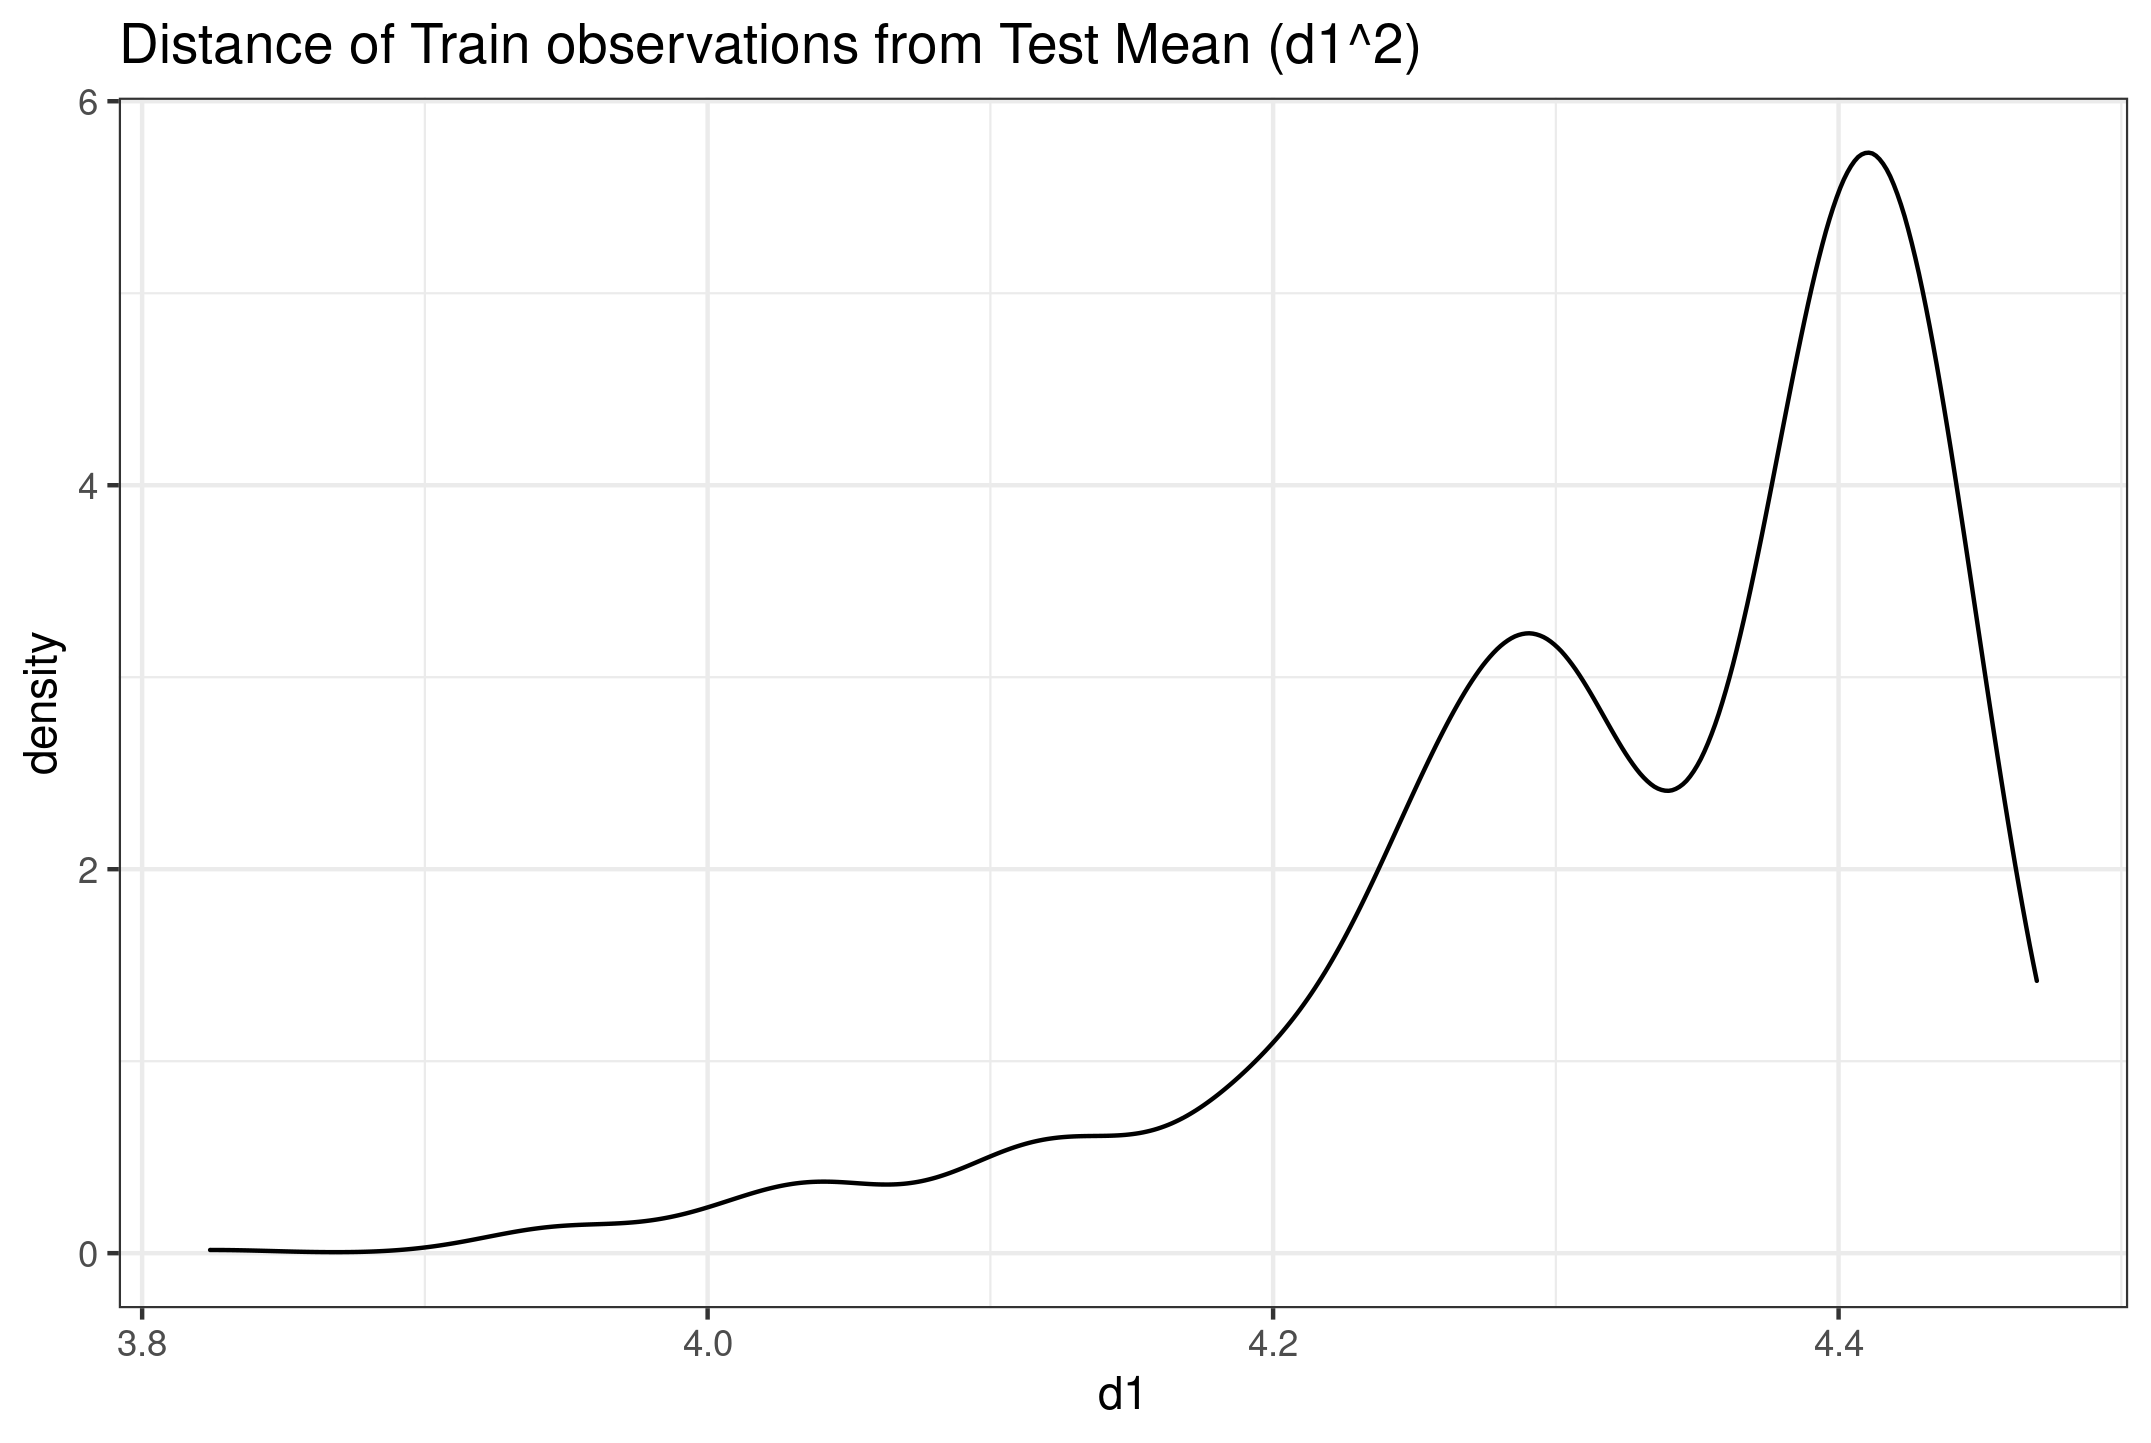 Distance of Train observations from Test Mean (d1^2)
6
4
2
0
density
3.8 4.0 4.2 4.4
d1